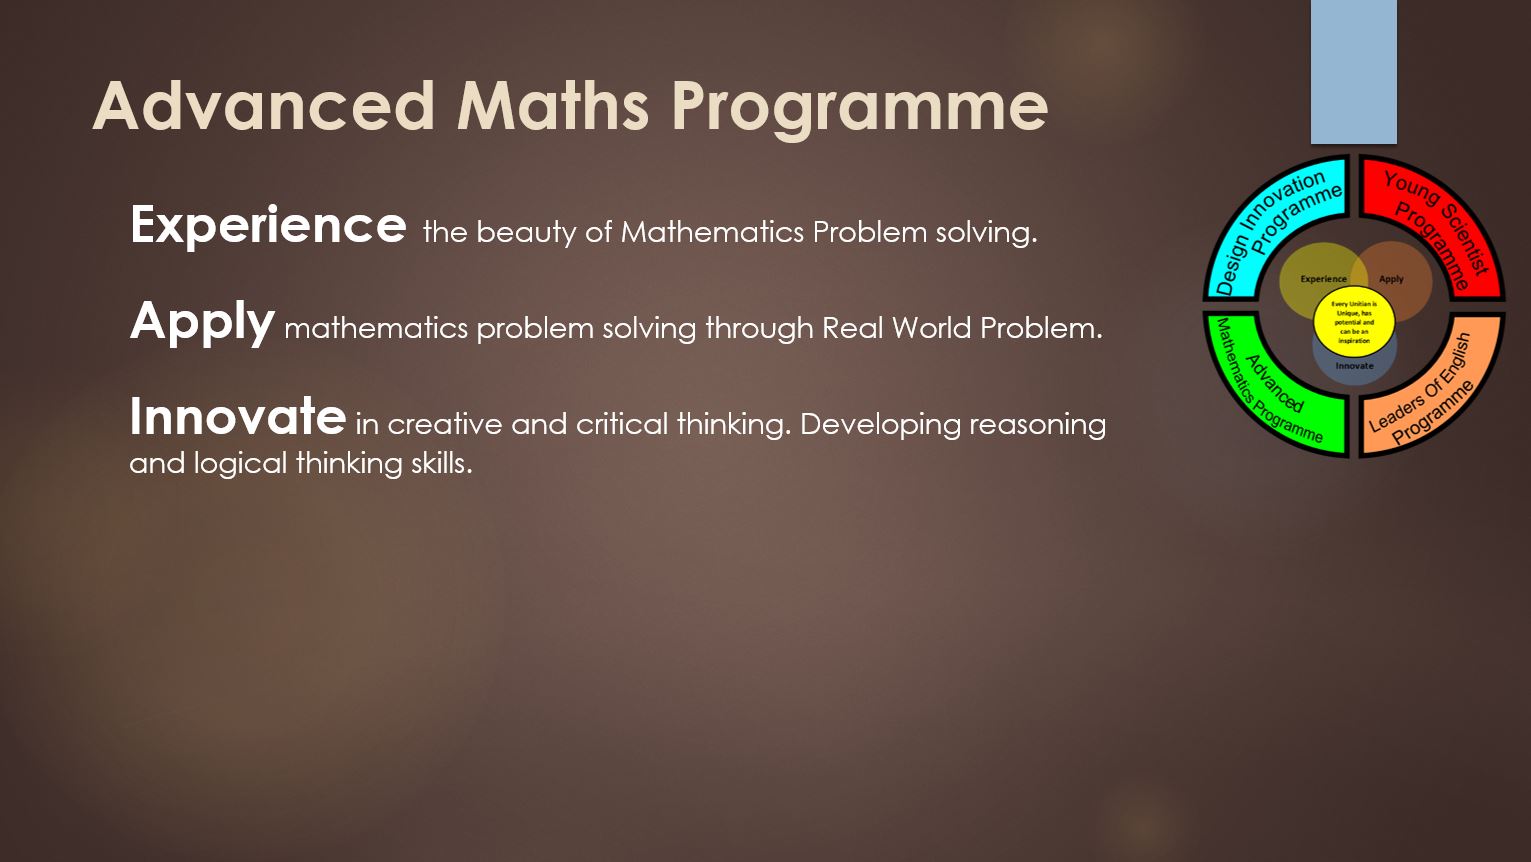 Advanced Maths Programme
Experience the beauty of Mathematics Problem solving.
Apply mathematics problem solving through Real World Problem.
Innovate in creative and critical thinking. Developing reasoning
and logical thinking skills.
Design Innovation
Programme
Young Scientist
Programme
Experience
Apply
Every Unitian is
Unique, has
potential and
can be an
inspiration
Innovate
Advanced
Mathematics Programme
Leaders Of English
Programme